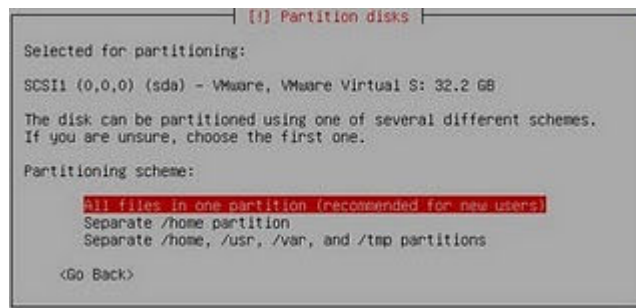 [!] Partition disks
Selected for partitioning:
SCSI1 (0,0,0) (sda) - VMware, VMware Virtual S: 32.2 GB
The disk can be partitioned using one of several different schemes.
If you are unsure, choose the first one.
Partitioning scheme:
All files in one partition (recommended for new users)
Separate /home partition
Separate /home, /usr, /var, and /tmp partitions
<Go Back>